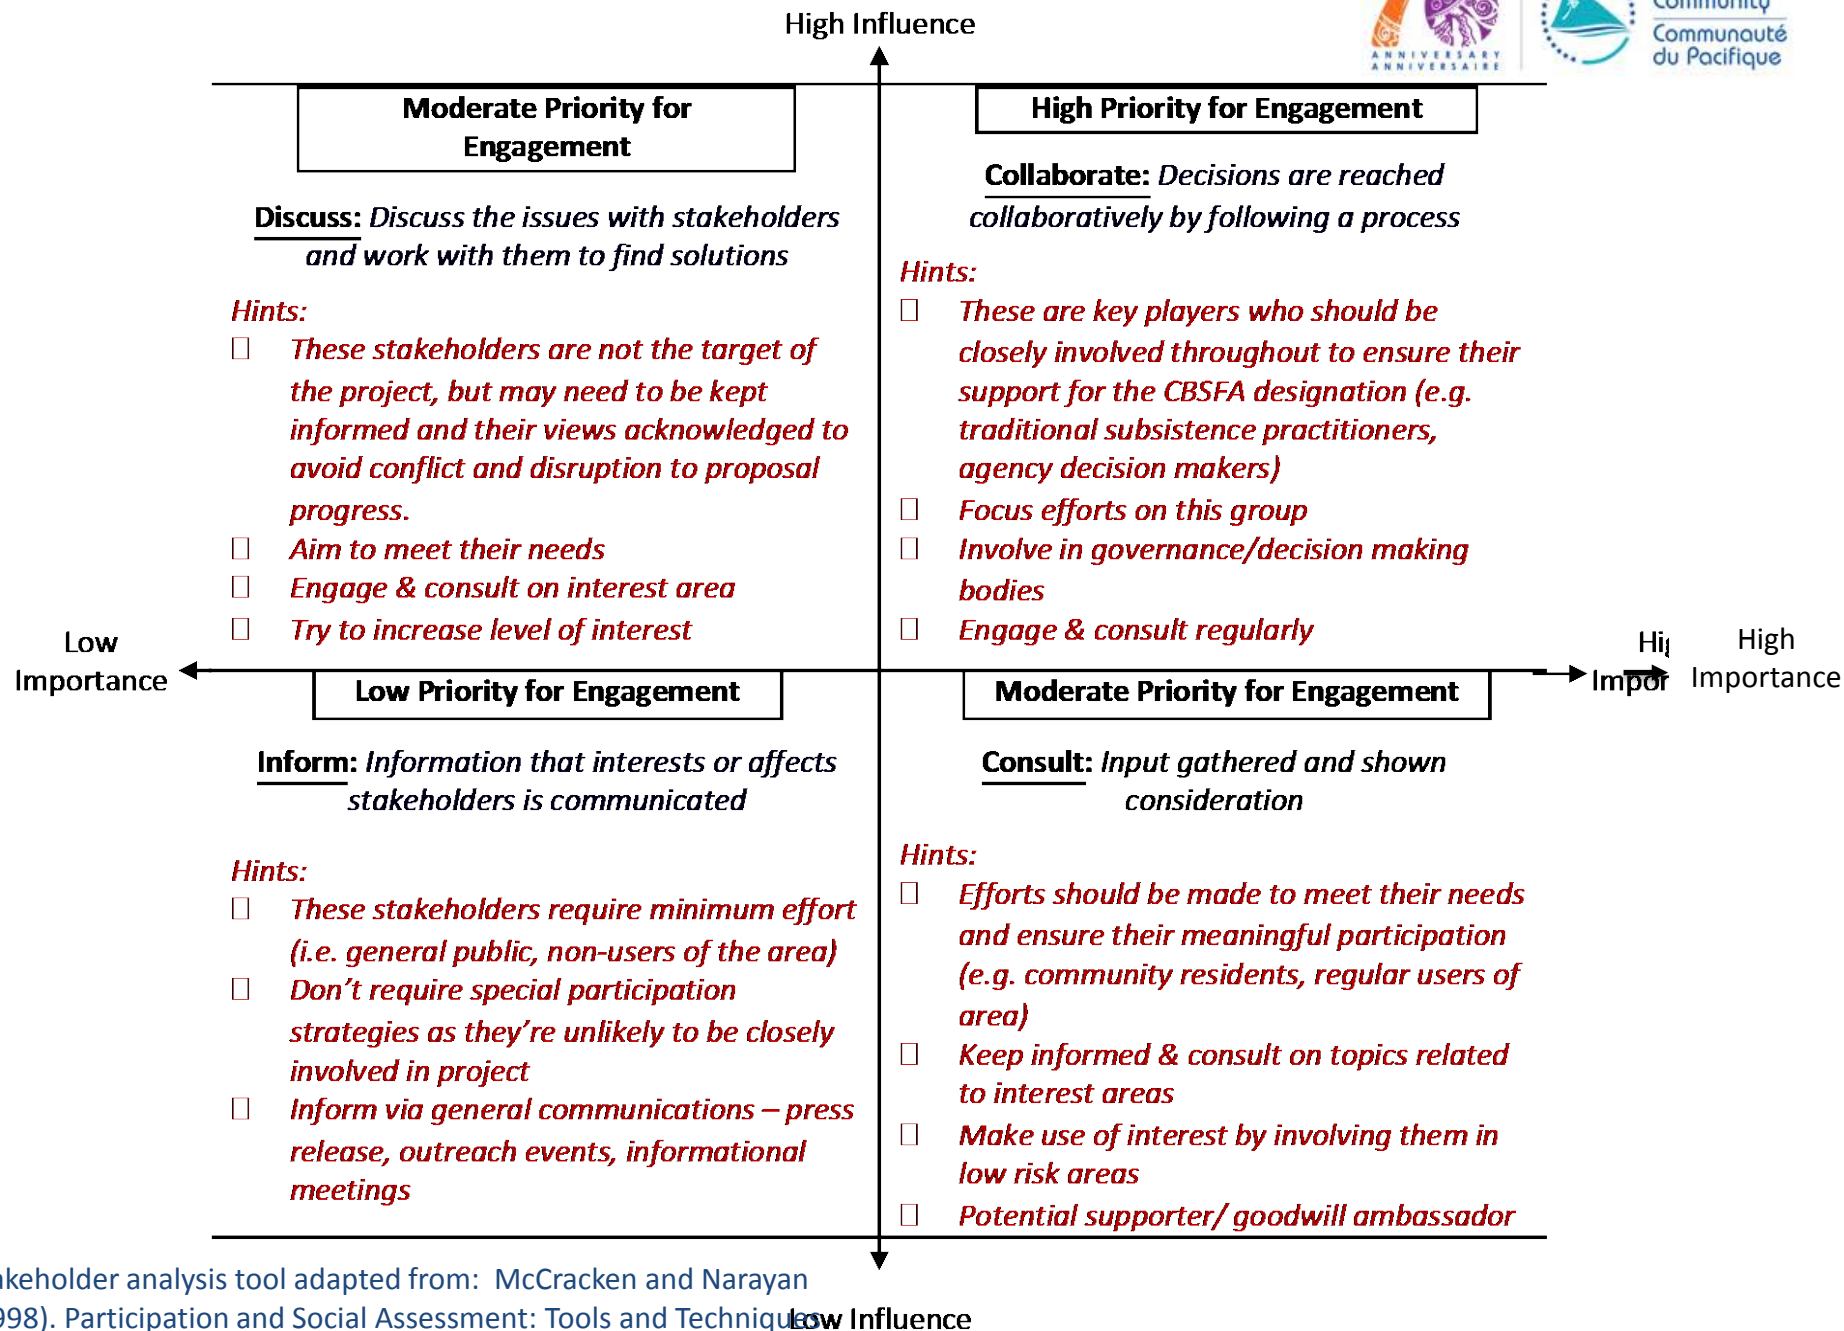 High Influence
ANNIVERSARY
ANNIVERSAIRE
Community
Communauté
du Pacifique
Moderate Priority for
Engagement
Discuss: Discuss the issues with stakeholders
and work with them to find solutions
Hints:
These stakeholders are not the target of
the project, but may need to be kept
informed and their views acknowledged to
avoid conflict and disruption to proposal
progress.
Aim to meet their needs
Engage & consult on interest area
Try to increase level of interest
High Priority for Engagement
Collaborate: Decisions are reached
collaboratively by following a process
Hints:
These are key players who should be
closely involved throughout to ensure their
support for the CBSFA designation (e.g.
traditional subsistence practitioners,
agency decision makers)
Focus efforts on this group
Involve in governance/decision making
bodies
Engage & consult regularly
Low
Importance
High
Importance
Low Priority for Engagement
Inform: Information that interests or affects
stakeholders is communicated
Hints:
These stakeholders require minimum effort
(i.e. general public, non-users of the area)
Don't require special participation
strategies as they're unlikely to be closely
involved in project
Inform via general communications – press
release, outreach events, informational
meetings
Moderate Priority for Engagement
Consult: Input gathered and shown
consideration
Hints:
Efforts should be made to meet their needs
and ensure their meaningful participation
(e.g. community residents, regular users of
area)
Keep informed & consult on topics related
to interest areas
Make use of interest by involving them in
low risk areas
Potential supporter/ goodwill ambassador
akeholder analysis tool adapted from: McCracken and Narayan
998). Participation and Social Assessment: Tools and Techniques.
Low Influence